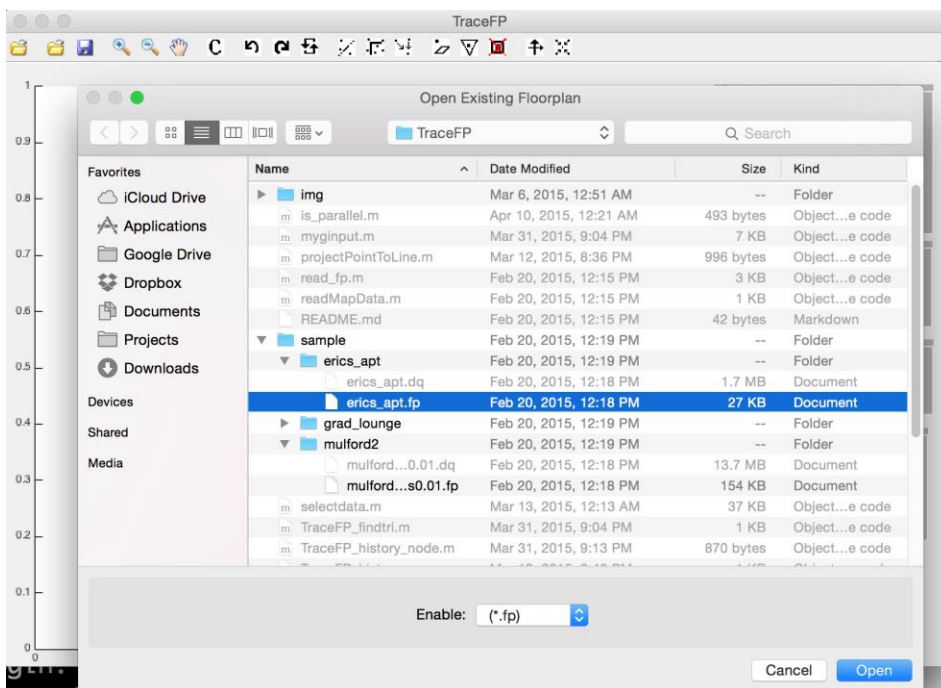 TraceFP
C
Open Existing Floorplan
TraceFP
Search
Favorites
iCloud Drive
Applications
Google Drive
Dropbox
Documents
Projects
Downloads
Devices
Shared
Media
Name Date Modified Size Kind
img Mar 6, 2015, 12:51 AM -- Folder
m is_parallel.m Apr 10, 2015, 12:21 AM 493 bytes Object...e code
m myginput.m Mar 31, 2015, 9:04 PM 7 KB Object...e code
m projectPointToLine.m Mar 12, 2015, 8:36 PM 996 bytes Object...e code
m read_fp.m Feb 20, 2015, 12:15 PM 3 KB Object...e code
m readMapData.m Feb 20, 2015, 12:15 PM 1 KB Object...e code
README.md Feb 20, 2015, 12:15 PM 42 bytes Markdown
sample Feb 20, 2015, 12:19 PM -- Folder
erics_apt Feb 20, 2015, 12:19 PM -- Folder
erics_apt.dq Feb 20, 2015, 12:18 PM 1.7 MB Document
erics_apt.fp Feb 20, 2015, 12:18 PM 27 KB Document
grad_lounge Feb 20, 2015, 12:19 PM -- Folder
mulford2 Feb 20, 2015, 12:19 PM -- Folder
mulford...0.01.dq Feb 20, 2015, 12:18 PM 13.7 MB Document
mulford...s0.01.fp Feb 20, 2015, 12:18 PM 154 KB Document
m selectdata.m Mar 13, 2015, 12:13 AM 37 KB Object...e code
m TraceFP_findtri.m Mar 31, 2015, 9:04 PM 1 KB Object...e code
m TraceFP_history_node.m Mar 31, 2015, 9:13 PM 870 bytes Object...e code
Enable: (*.fp)
Cancel Open
1
0.9
0.8
0.7
0.6
0.5
0.4
0.3
0.2
0.1
0
0